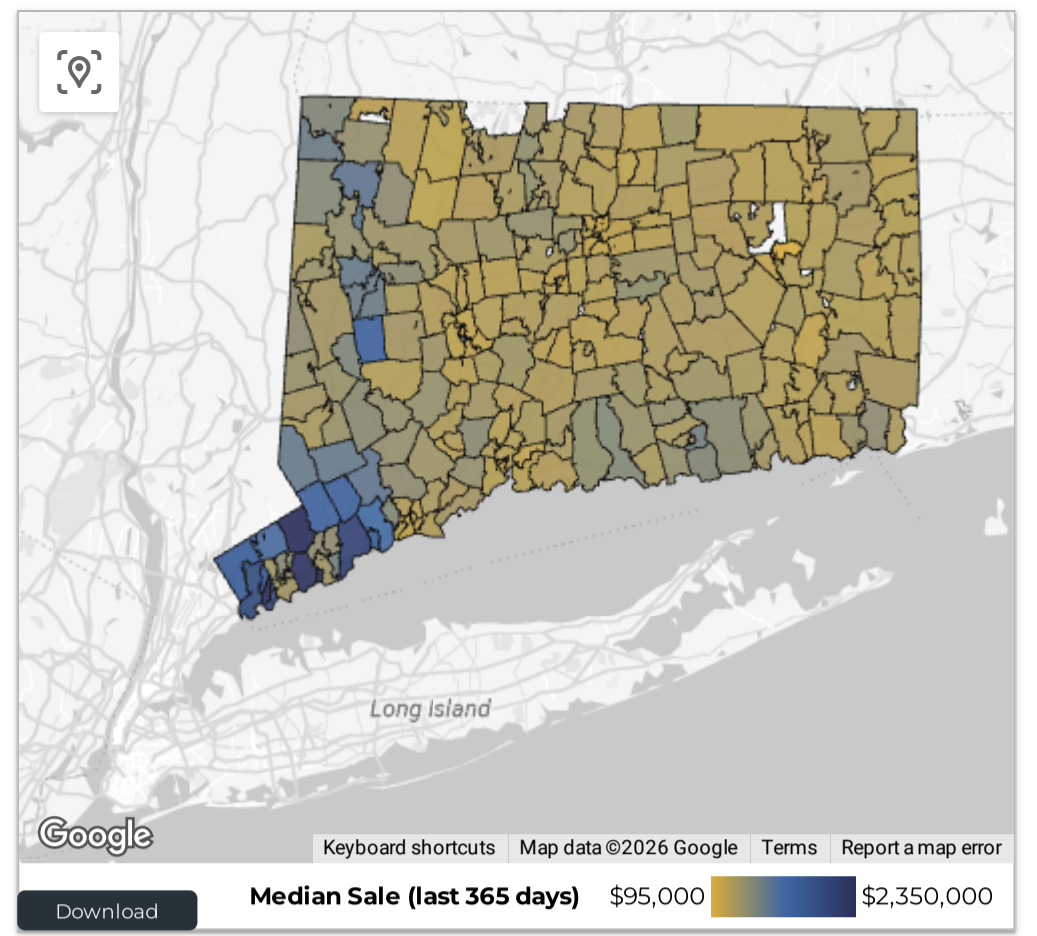 Long Island
Google
Keyboard shortcuts
Map data ©2026 Google
Terms
Report a map error
Download
Median Sale (last 365 days)
$95,000
$2,350,000